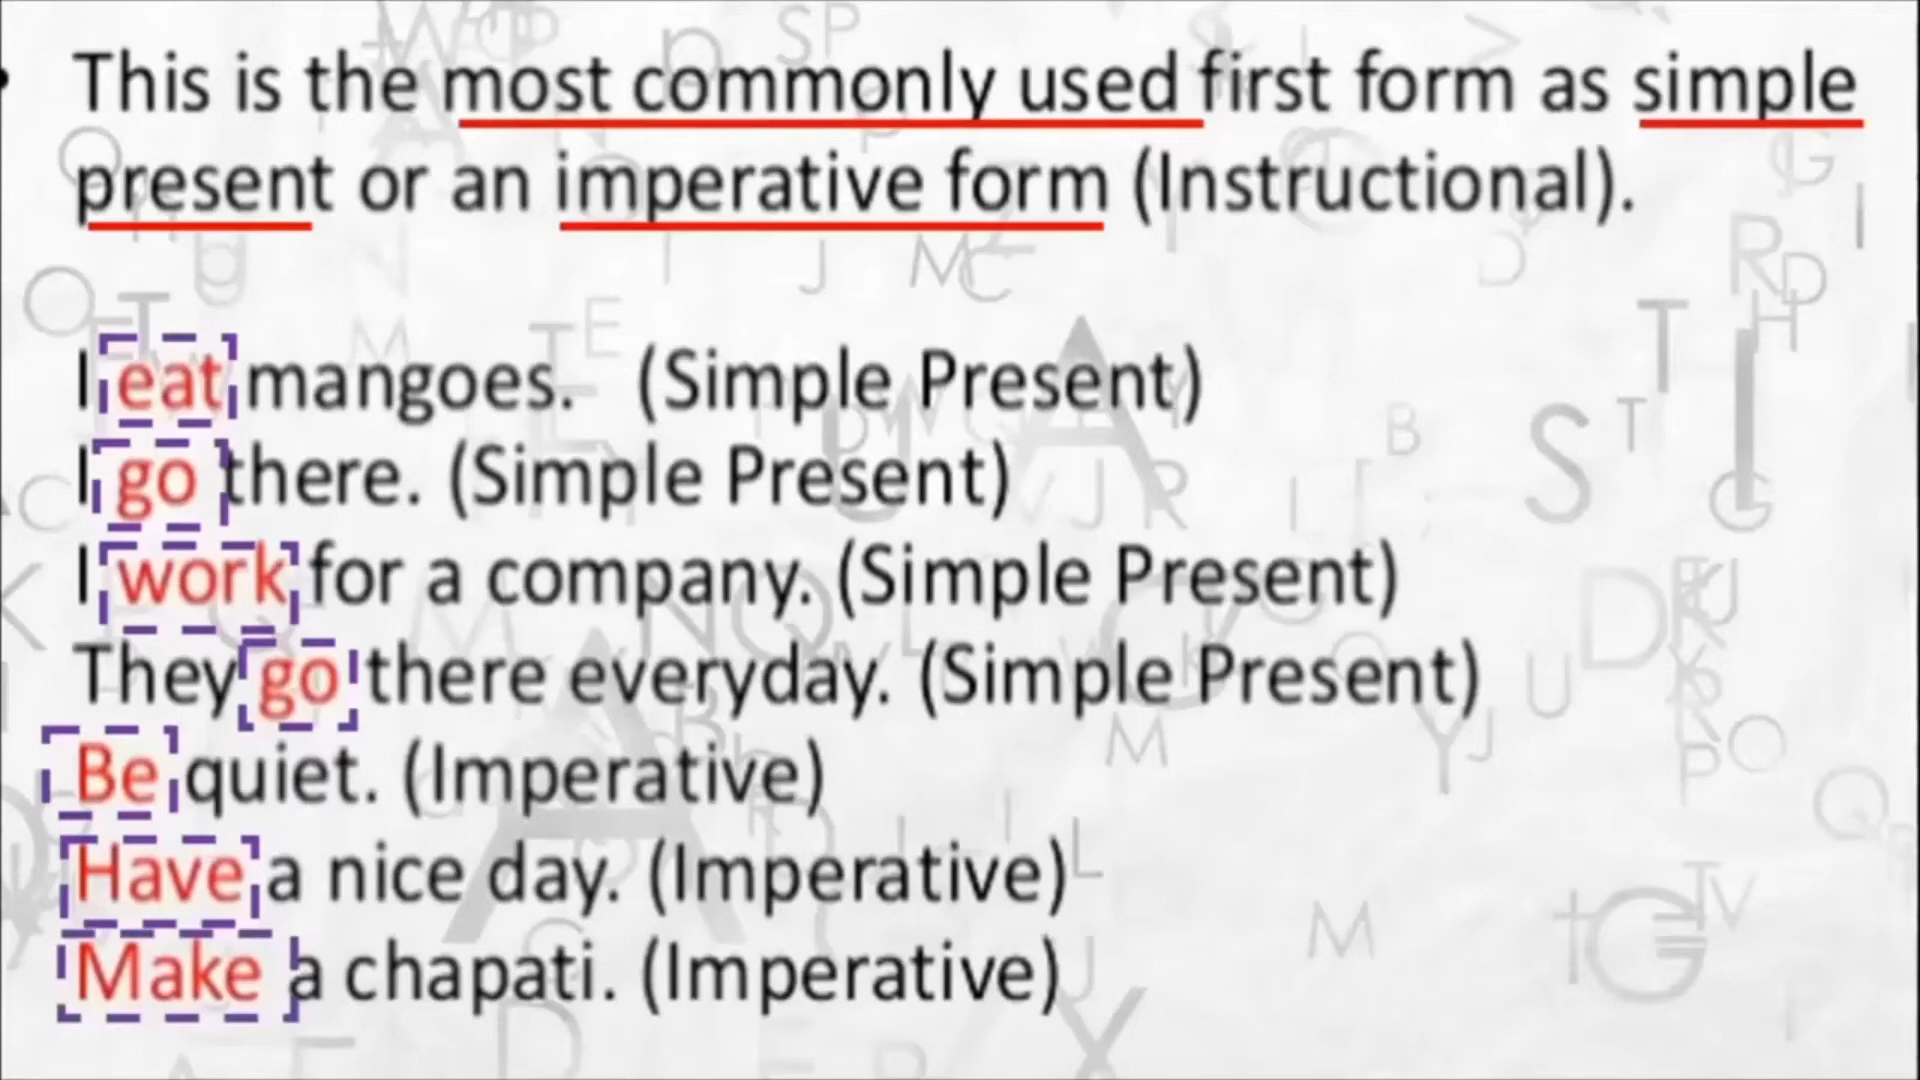 This is the most commonly used first form as simple
present or an imperative form (Instructional).
I eat mangoes. (Simple Present)
I go there. (Simple Present)
I work for a company. (Simple Present)
They go there everyday. (Simple Present)
Be quiet. (Imperative)
Have a nice day. (Imperative)
Make a chapati. (Imperative)